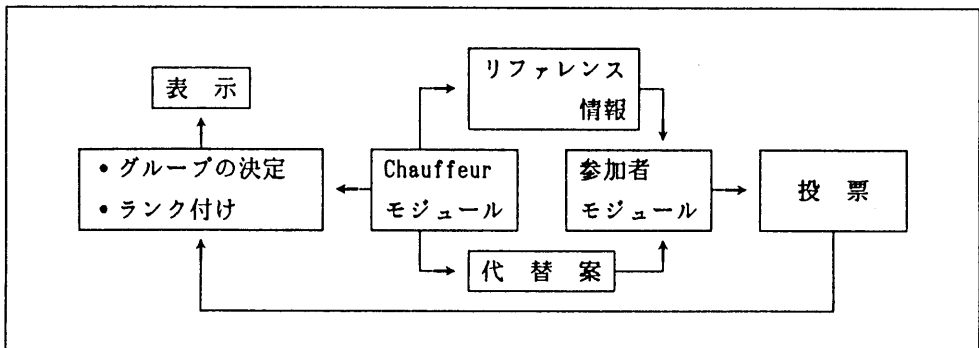 リファレンス
情報
表 示
• グループの決定
• ランク付け
Chauffeur
モジュール
参加者
モジュール
投 票
代 替 案